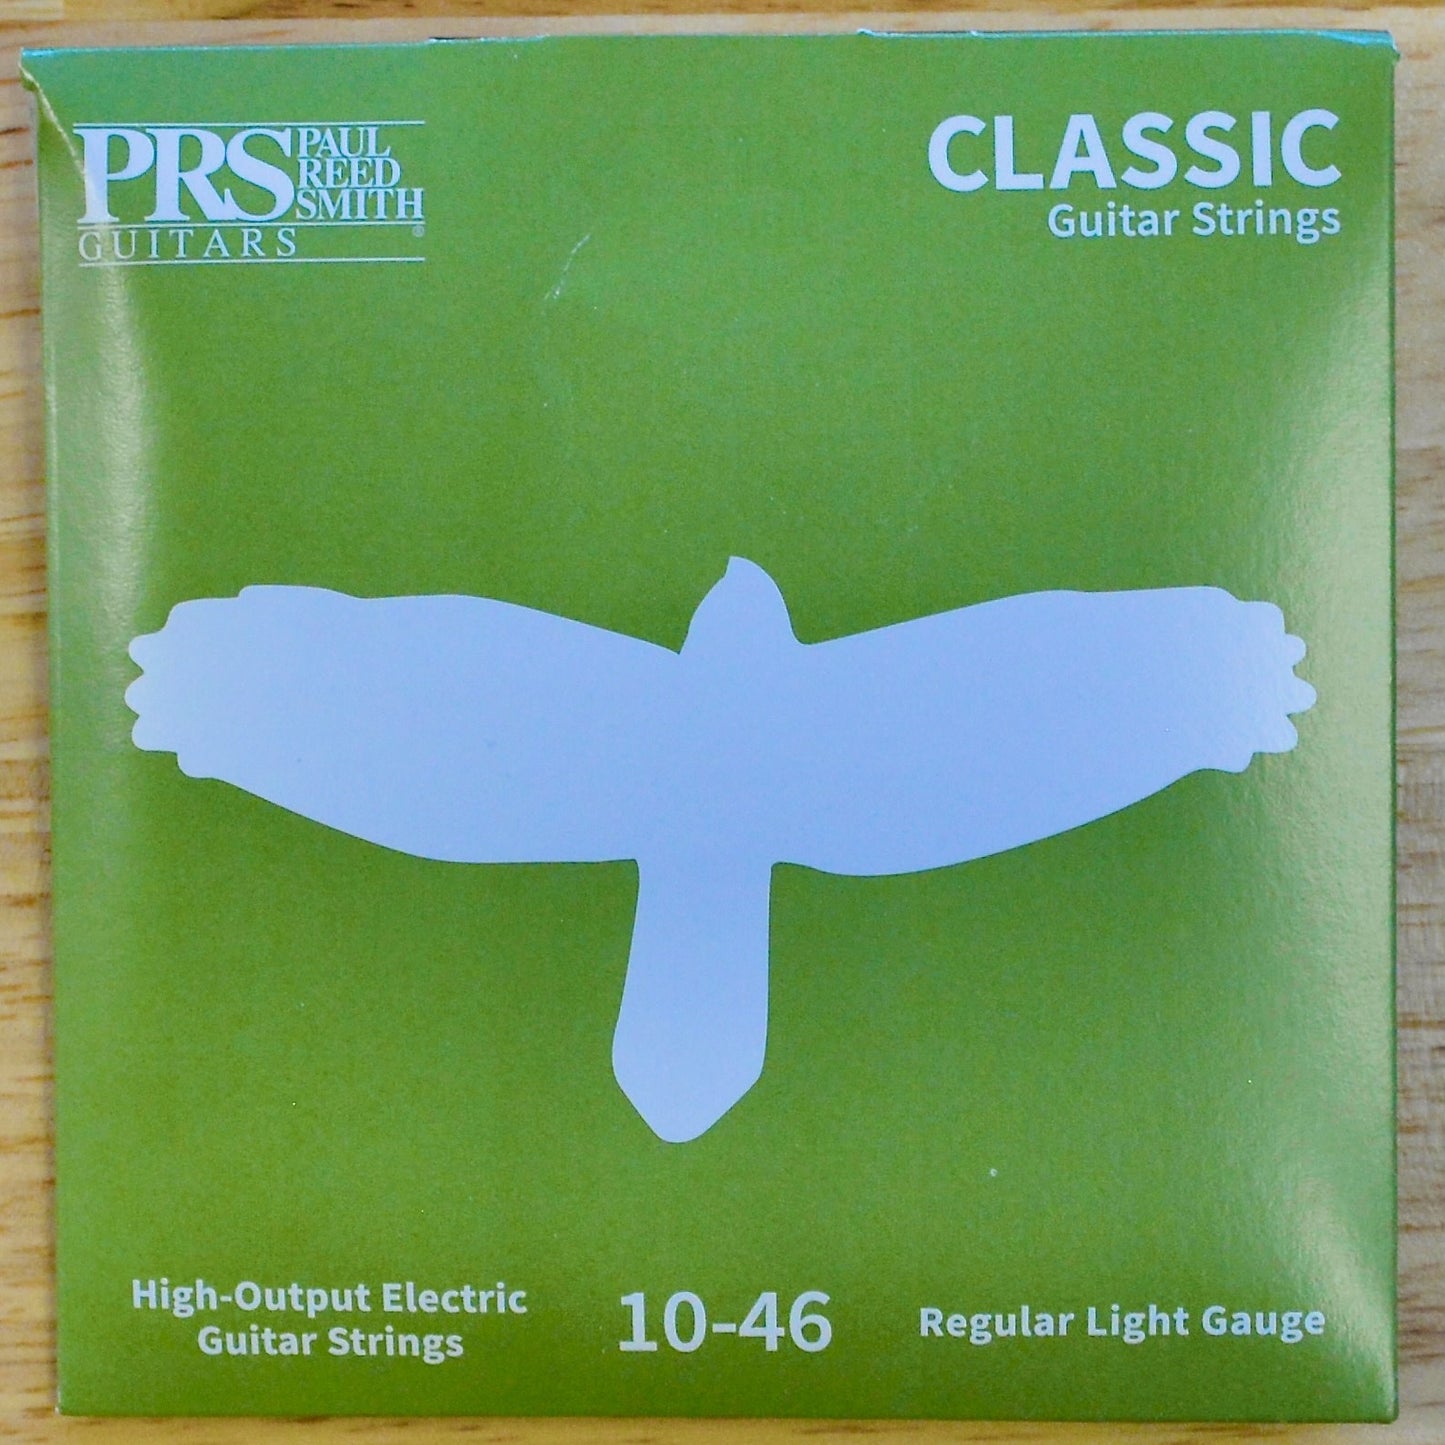 PRS PAUL
REED
SMITH®
GUITARS
CLASSIC
Guitar Strings
High-Output Electric
Guitar Strings
10-46
Regular Light Gauge